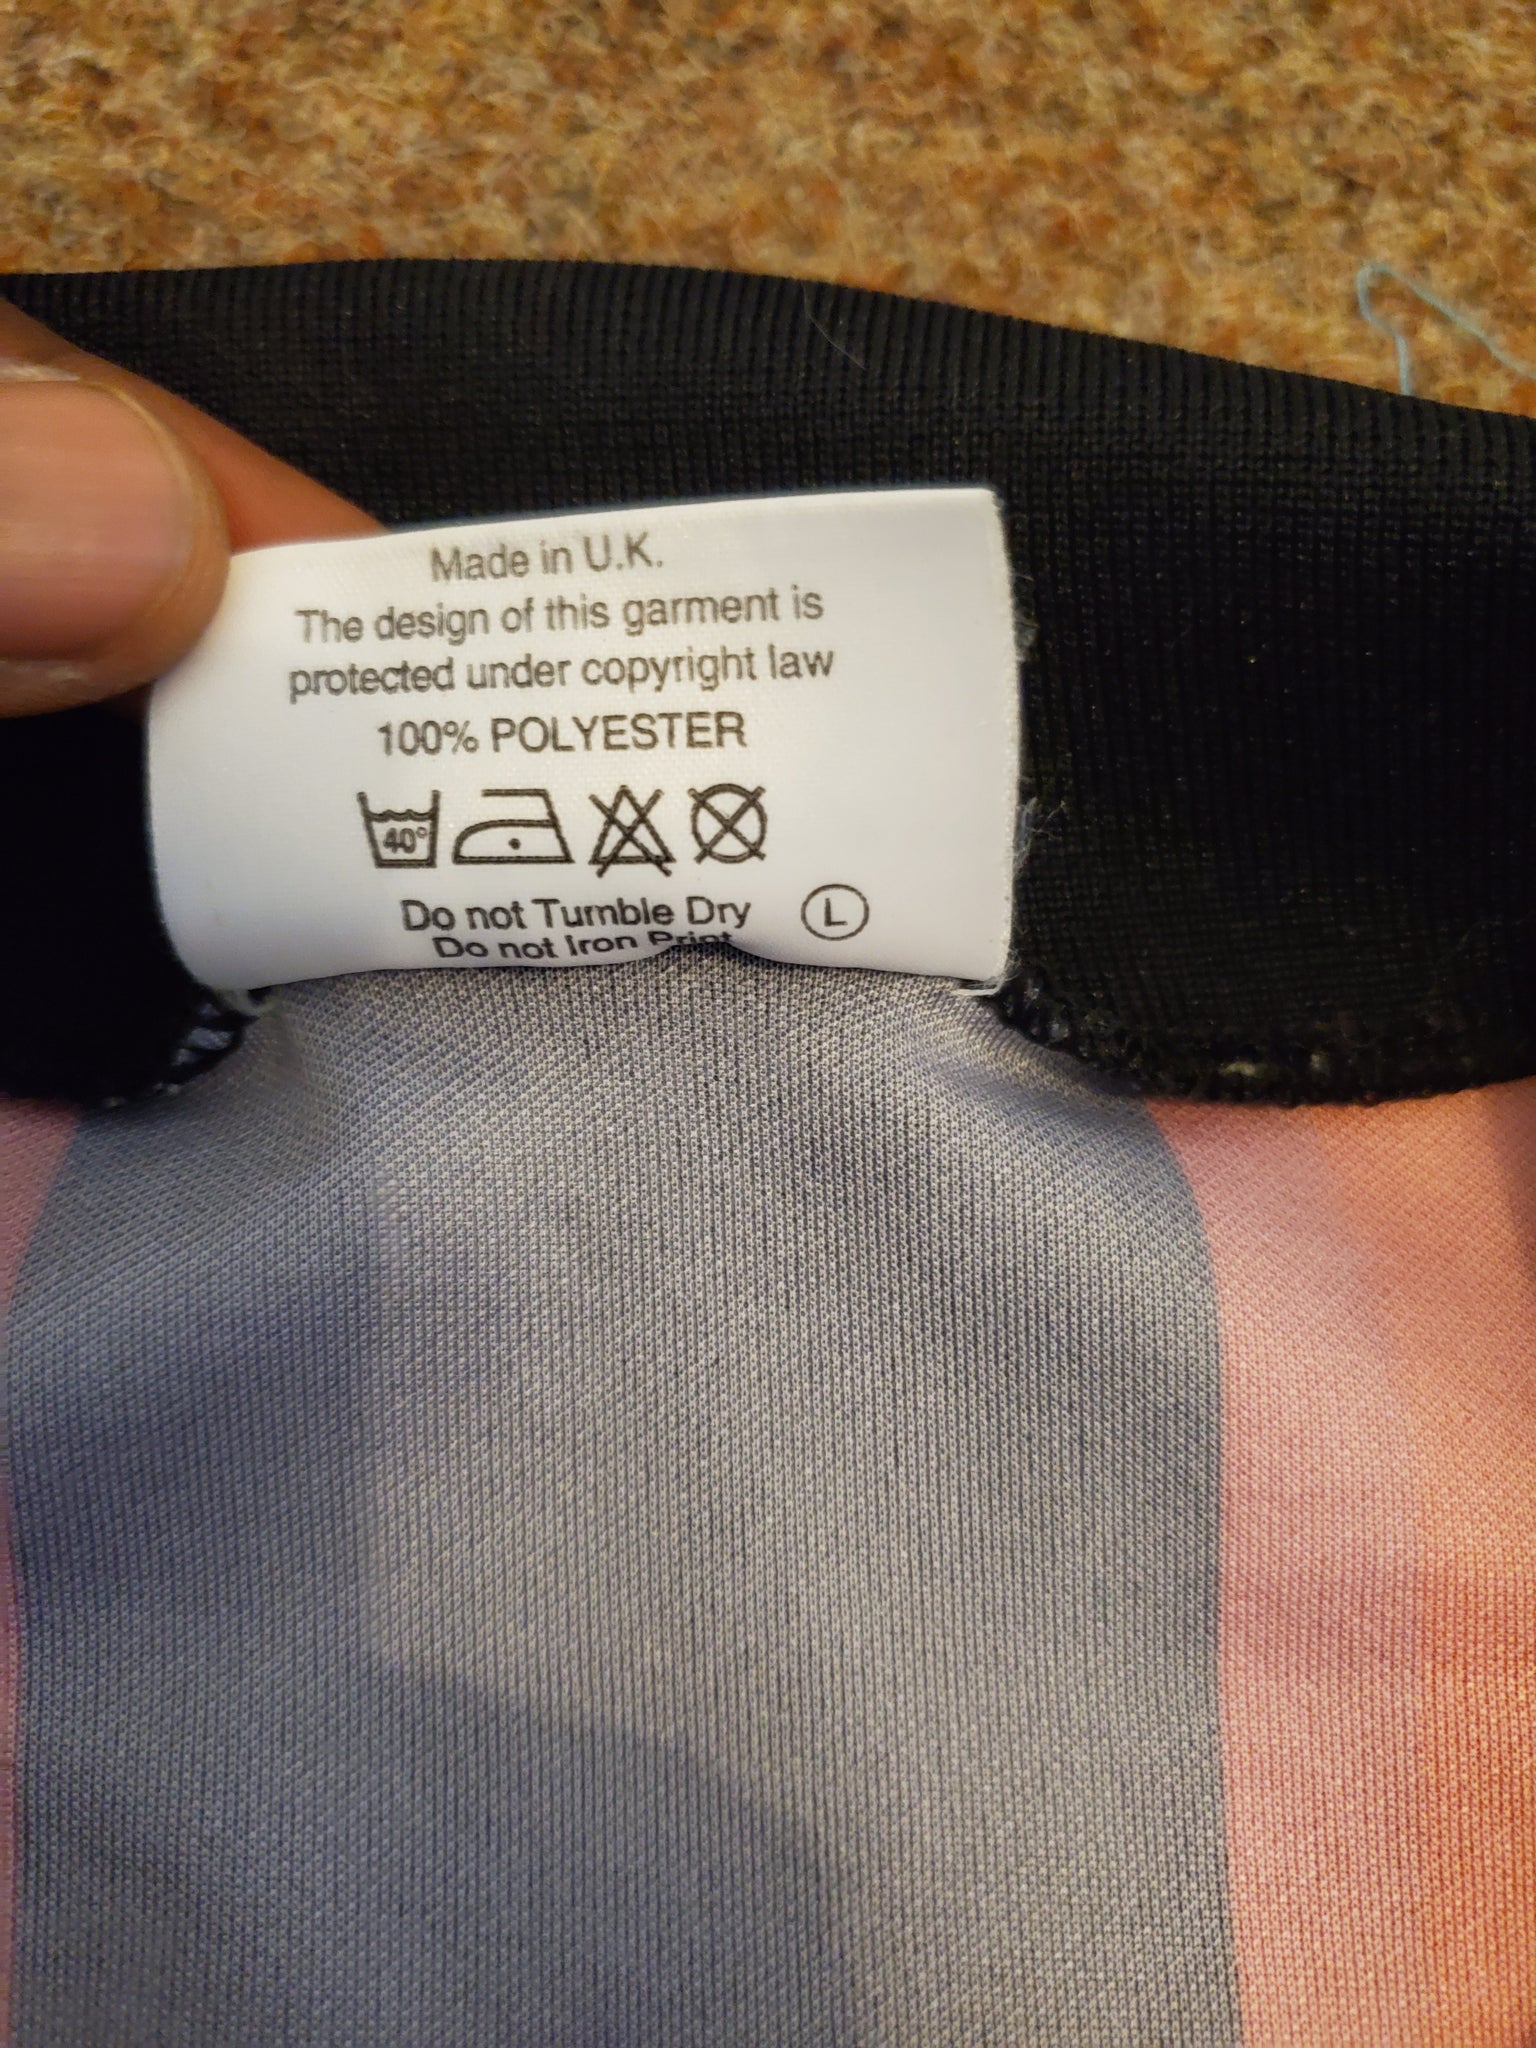 Made in U.K.
The design of this garment is
protected under copyright law
100% POLYESTER
40°
Do not Tumble Dry L
Do not Iron Print